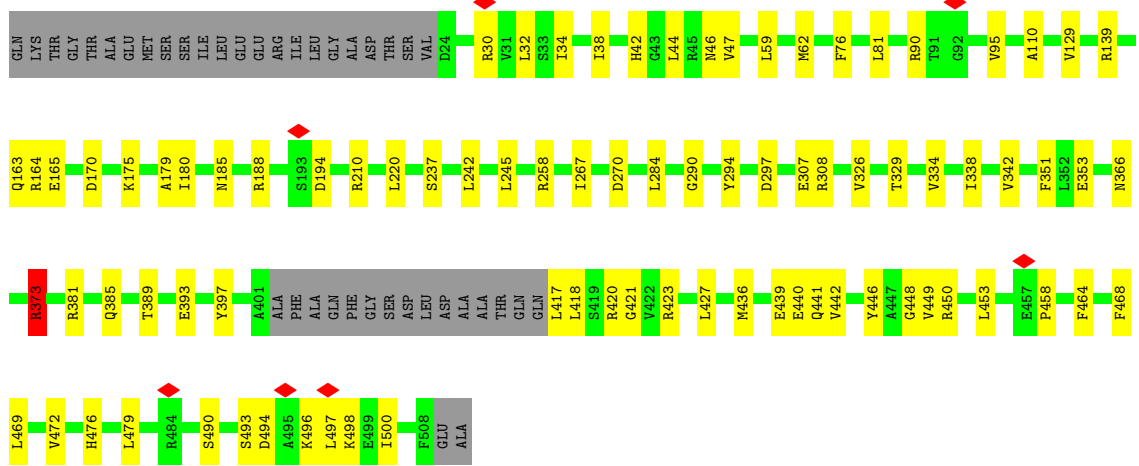 GLN LYS THR GLY THR ALA GLU MET SER SER ILE LEU GLU GLU ARG ILE LEU GLY ALA ASP THR SER VAL D24 R30 V31 L32 S33 I34 I38 H42 G43 L44 R45 N46 V47 L59 M62 F76 L81 R90 T91 G92 V95 A110 V129 R139
Q163 R164 E165 D170 K175 A179 I180 N185 R188 S193 D194 R210 L220 S237 L242 L245 R258 I267 D270 L284 G290 Y294 D297 E307 R308 V326 T329 V334 I338 V342 F351 L352 E353 N366
R373 R381 Q385 T389 E393 Y397 A401 ALA PHE ALA GLN PHE GLY SER ASP LEU ASP ALA ALA THR GLN GLN L417 L418 S419 R420 G421 V422 R423 L427 M436 E439 E440 Q441 V442 Y446 A447 G448 V449 R450 L453 E457 P458 F464 F468
L469 V472 H476 L479 R484 S490 S493 D494 A495 K496 L497 K498 E499 I500 F508 GLU ALA